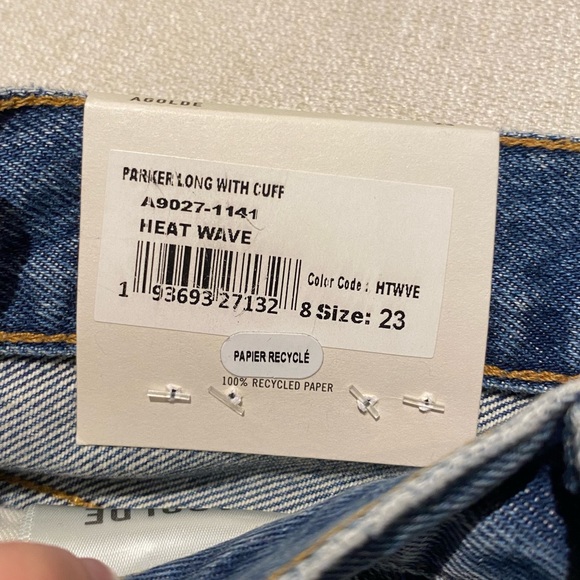 AGOLDE
PARKER LONG WITH CUFF
A9027-1141
HEAT WAVE
Color Code : HTWVE
1 93693 27132 8 Size: 23
PAPIER RECYCLÉ
100% RECYCLED PAPER